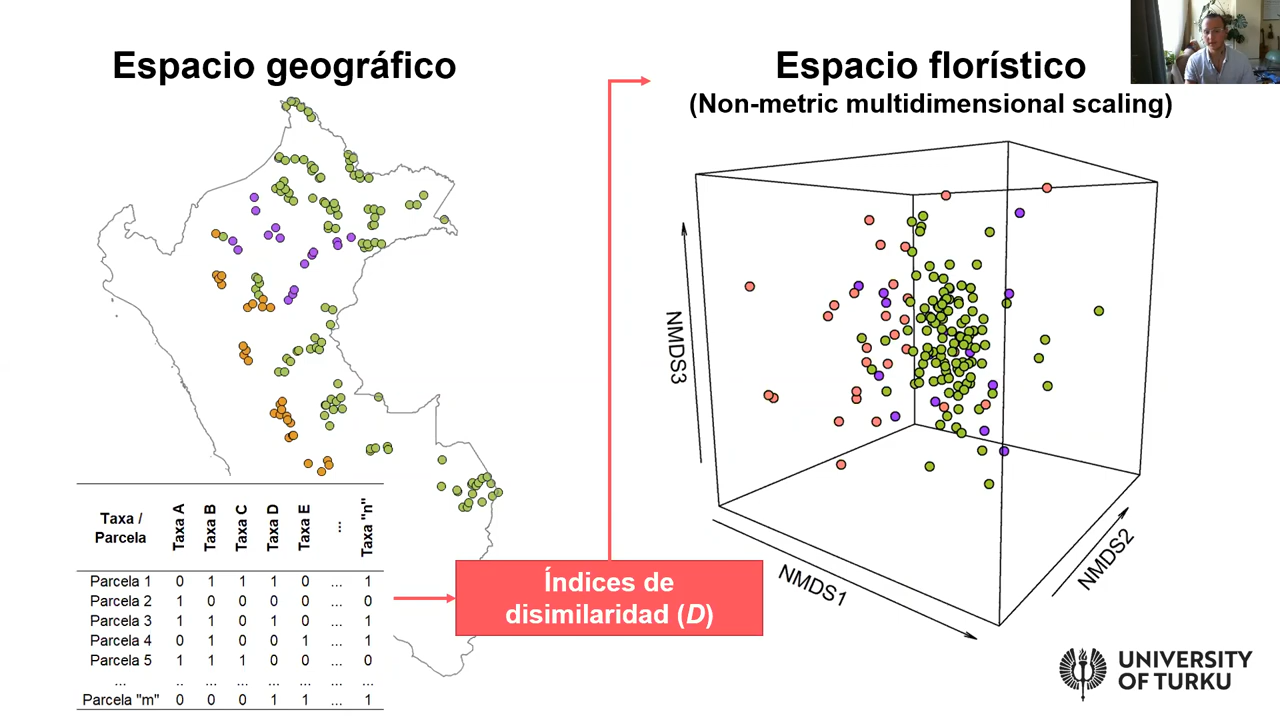 Espacio geográfico
Espacio florístico
(Non-metric multidimensional scaling)
NMDS3
NMDS1
NMDS2
Taxa / Parcela Taxa A Taxa B Taxa C Taxa D Taxa E ... Taxa "n"
Parcela 1 0 1 1 1 0 ... 1
Parcela 2 1 0 0 0 0 ... 0
Parcela 3 1 1 0 1 0 ... 1
Parcela 4 0 1 0 0 1 ... 1
Parcela 5 1 1 1 0 0 ... 0
... .. ... ... ... ... ... ...
Parcela "m" 0 0 0 1 1 ... 1
Índices de
disimilaridad (D)
UNIVERSITY
OF TURKU